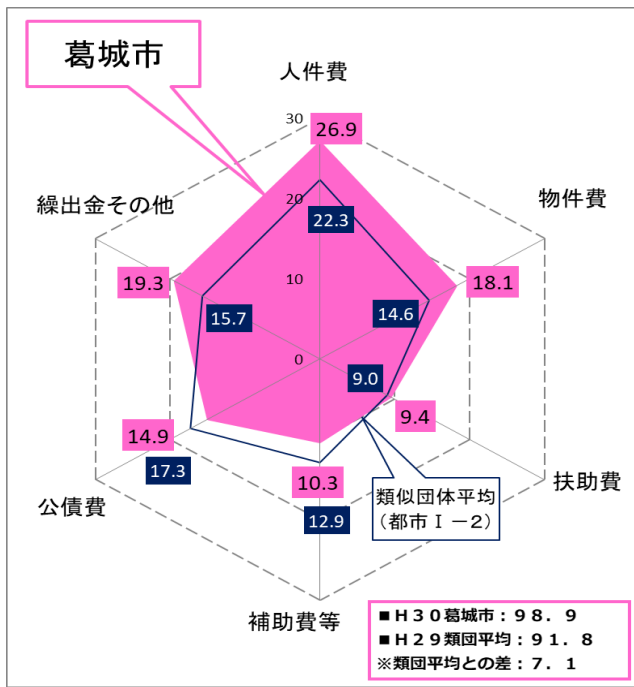 葛城市
人件費
30
26.9
物件費
繰出金その他
20
22.3
19.3
18.1
10
15.7
14.6
0
9.0
9.4
14.9
17.3
10.3
12.9
類似団体平均
(都市Ⅰ－2)
公債費
扶助費
補助費等
■H30葛城市：98．9
■H29類団平均：91．8
※類団平均との差：7．1